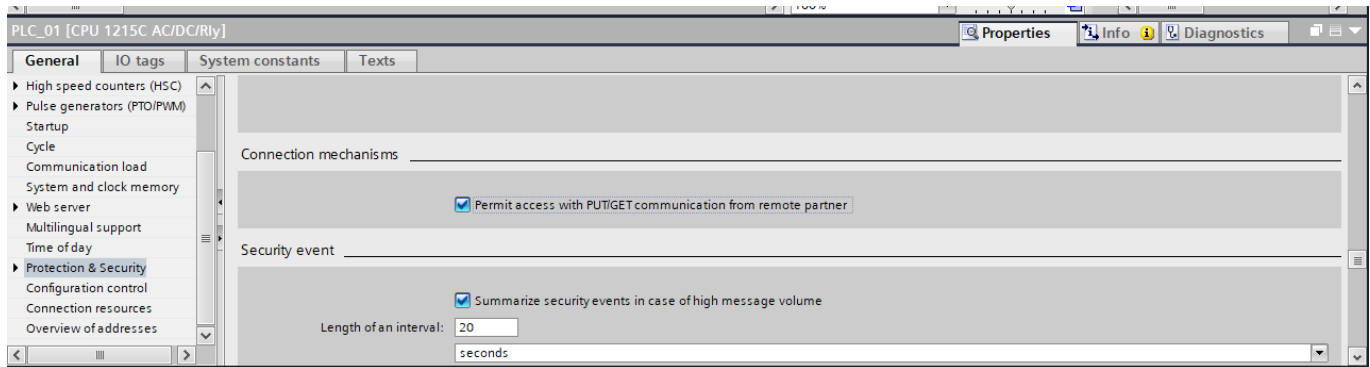 100%
PLC_01 [CPU 1215C AC/DC/Rly]
Properties
Info
Diagnostics
General
IO tags
System constants
Texts
High speed counters (HSC)
Pulse generators (PTO/PWM)
Startup
Cycle
Communication load
System and clock memory
Web server
Multilingual support
Time of day
Protection & Security
Configuration control
Connection resources
Overview of addresses
Connection mechanisms
Permit access with PUT/GET communication from remote partner
Security event
Summarize security events in case of high message volume
Length of an interval: 20
seconds